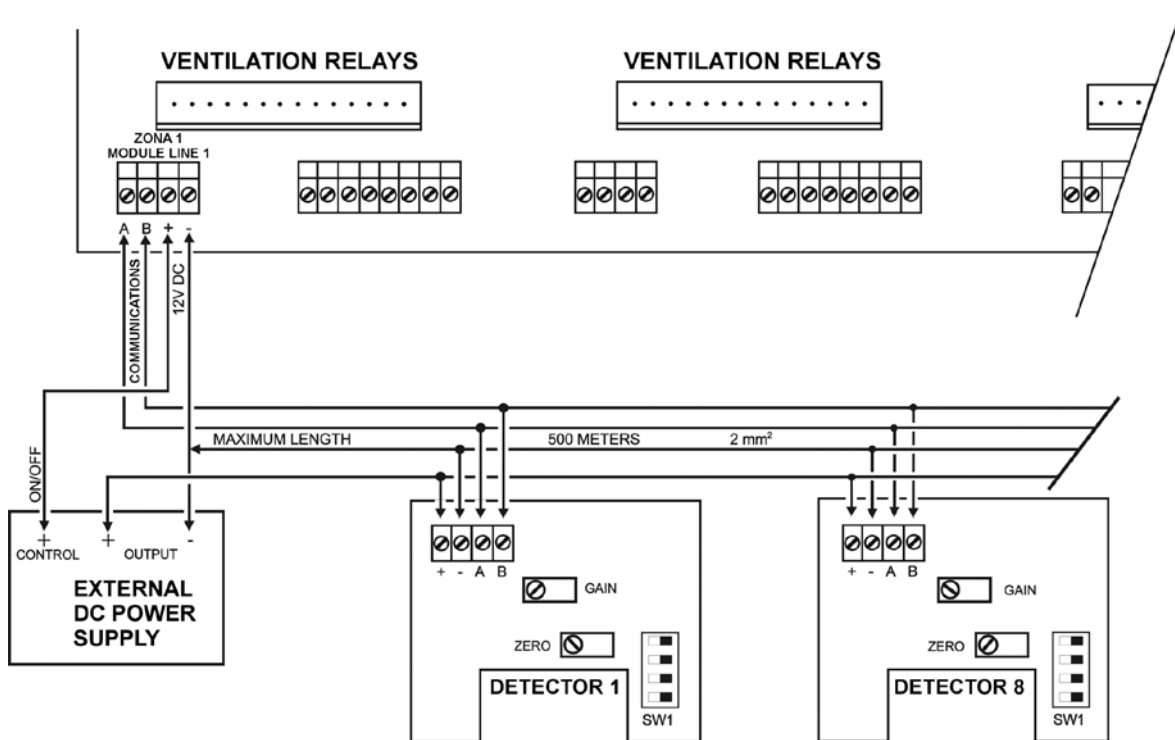 VENTILATION RELAYS
VENTILATION RELAYS
ZONA 1
MODULE LINE 1
A B + -
COMMUNICATIONS
12V DC
ON/OFF
MAXIMUM LENGTH 500 METERS 2 mm²
+ + -
CONTROL OUTPUT
EXTERNAL
DC POWER
SUPPLY
+ - A B
GAIN
ZERO
DETECTOR 1
SW1
+ - A B
GAIN
ZERO
DETECTOR 8
SW1